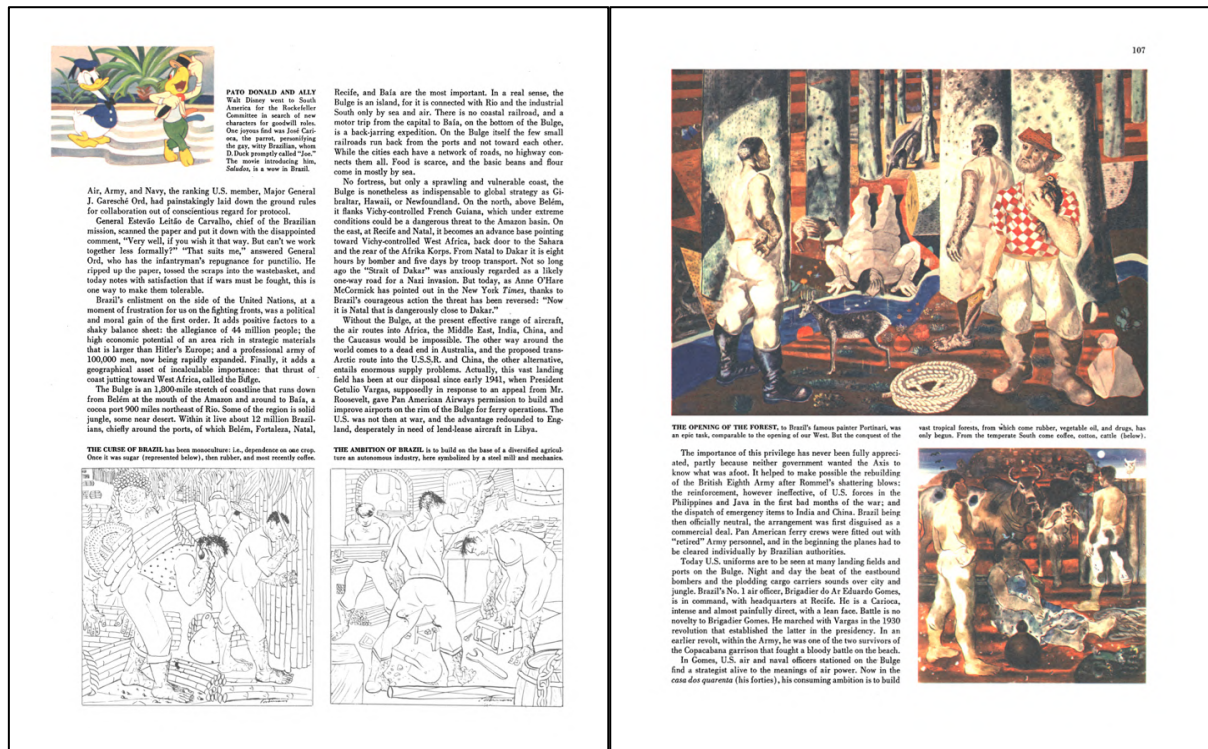 PATO DONALD AND ALLY
Walt Disney went to South
America for the Rockefeller
Committee in search of new
characters for goodwill roles.
One joyous find was José Cari-
oca, the parrot, personifying
the gay, witty Brazilian, whom
D. Duck promptly called "Joe."
The movie introducing him,
Saludos, is a wow in Brazil.
Air, Army, and Navy, the ranking U.S. member, Major General
J. Garesché Ord, had painstakingly laid down the ground rules
for collaboration out of conscientious regard for protocol.
General Estevão Leitão de Carvalho, chief of the Brazilian
mission, scanned the paper and put it down with the disappointed
comment, "Very well, if you wish it that way. But can't we work
together less formally?" "That suits me," answered General
Ord, who has the infantryman's repugnance for punctilio. He
ripped up the paper, tossed the scraps into the wastebasket, and
today notes with satisfaction that if wars must be fought, this is
one way to make them tolerable.
Brazil's enlistment on the side of the United Nations, at a
moment of frustration for us on the fighting fronts, was a political
and moral gain of the first order. It adds positive factors to a
shaky balance sheet: the allegiance of 44 million people; the
high economic potential of an area rich in strategic materials
that is larger than Hitler's Europe; and a professional army of
100,000 men, now being rapidly expanded. Finally, it adds a
geographical asset of incalculable importance: that thrust of
coast jutting toward West Africa, called the Bulge.
The Bulge is an 1,800-mile stretch of coastline that runs down
from Belém at the mouth of the Amazon and around to Baía, a
cocoa port 900 miles northeast of Rio. Some of the region is solid
jungle, some near desert. Within it live about 12 million Brazil-
ians, chiefly around the ports, of which Belém, Fortaleza, Natal,
Recife, and Baía are the most important. In a real sense, the
Bulge is an island, for it is connected with Rio and the industrial
South only by sea and air. There is no coastal railroad, and a
motor trip from the capital to Baía, on the bottom of the Bulge,
is a back-jarring expedition. On the Bulge itself the few small
railroads run back from the ports and not toward each other.
While the cities each have a network of roads, no highway con-
nects them all. Food is scarce, and the basic beans and flour
come in mostly by sea.
No fortress, but only a sprawling and vulnerable coast, the
Bulge is nonetheless as indispensable to global strategy as Gi-
braltar, Hawaii, or Newfoundland. On the north, above Belém,
it flanks Vichy-controlled French Guiana, which under extreme
conditions could be a dangerous threat to the Amazon basin. On
the east, at Recife and Natal, it becomes an advance base pointing
toward Vichy-controlled West Africa, back door to the Sahara
and the rear of the Afrika Korps. From Natal to Dakar it is eight
hours by bomber and five days by troop transport. Not so long
ago the "Strait of Dakar" was anxiously regarded as a likely
one-way road for a Nazi invasion. But today, as Anne O'Hare
McCormick has pointed out in the New York Times, thanks to
Brazil's courageous action the threat has been reversed: "Now
it is Natal that is dangerously close to Dakar."
Without the Bulge, at the present effective range of aircraft,
the air routes into Africa, the Middle East, India, China, and
the Caucasus would be impossible. The other way around the
world comes to a dead end in Australia, and the proposed trans-
Arctic route into the U.S.S.R. and China, the other alternative,
entails enormous supply problems. Actually, this vast landing
field has been at our disposal since early 1941, when President
Getulio Vargas, supposedly in response to an appeal from Mr.
Roosevelt, gave Pan American Airways permission to build and
improve airports on the rim of the Bulge for ferry operations. The
U.S. was not then at war, and the advantage redounded to Eng-
land, desperately in need of lend-lease aircraft in Libya.
THE CURSE OF BRAZIL has been monoculture: i.e., dependence on one crop.
Once it was sugar (represented below), then rubber, and most recently coffee.
THE AMBITION OF BRAZIL is to build on the base of a diversified agricul-
ture an autonomous industry, here symbolized by a steel mill and mechanics.
107
THE OPENING OF THE FOREST, to Brazil's famous painter Portinari, was
an epic task, comparable to the opening of our West. But the conquest of the
vast tropical forests, from which come rubber, vegetable oil, and drugs, has
only begun. From the temperate South come coffee, cotton, cattle (below).
The importance of this privilege has never been fully appreci-
ated, partly because neither government wanted the Axis to
know what was afoot. It helped to make possible the rebuilding
of the British Eighth Army after Rommel's shattering blows:
the reinforcement, however ineffective, of U.S. forces in the
Philippines and Java in the first bad months of the war; and
the dispatch of emergency items to India and China. Brazil being
then officially neutral, the arrangement was first disguised as a
commercial deal. Pan American ferry crews were fitted out with
"retired" Army personnel, and in the beginning the planes had to
be cleared individually by Brazilian authorities.
Today U.S. uniforms are to be seen at many landing fields and
ports on the Bulge. Night and day the beat of the eastbound
bombers and the plodding cargo carriers sounds over city and
jungle. Brazil's No. 1 air officer, Brigadier do Ar Eduardo Gomes,
is in command, with headquarters at Recife. He is a Carioca,
intense and almost painfully direct, with a lean face. Battle is no
novelty to Brigadier Gomes. He marched with Vargas in the 1930
revolution that established the latter in the presidency. In an
earlier revolt, within the Army, he was one of the two survivors of
the Copacabana garrison that fought a bloody battle on the beach.
In Gomes, U.S. air and naval officers stationed on the Bulge
find a strategist alive to the meanings of air power. Now in the
casa dos quarenta (his forties), his consuming ambition is to build